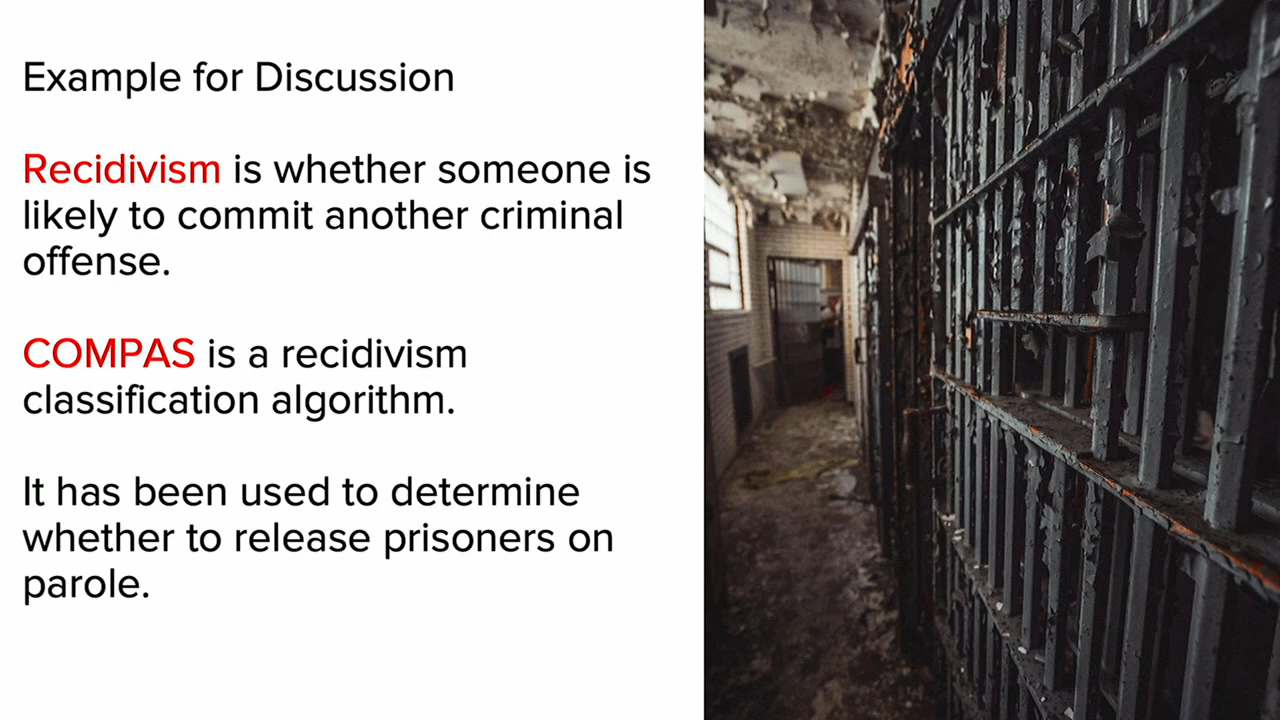 Example for Discussion
Recidivism is whether someone is
likely to commit another criminal
offense.
COMPAS is a recidivism
classification algorithm.
It has been used to determine
whether to release prisoners on
parole.